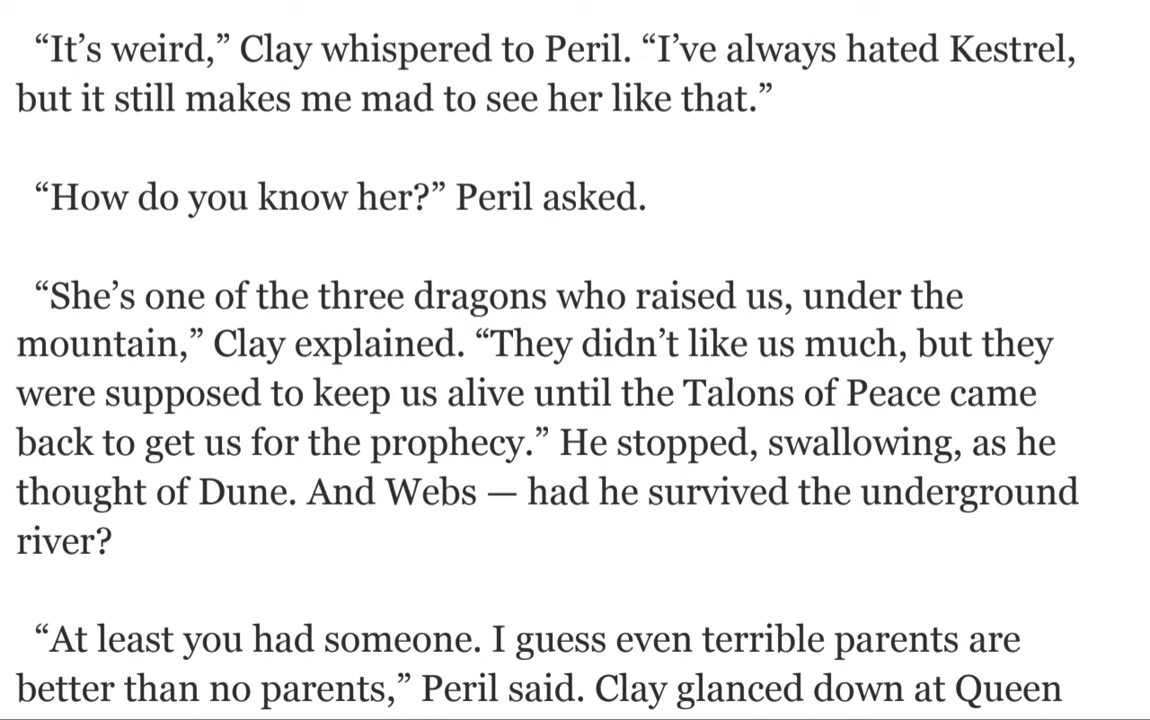 “It’s weird,” Clay whispered to Peril. “I’ve always hated Kestrel,
but it still makes me mad to see her like that.”
“How do you know her?” Peril asked.
“She’s one of the three dragons who raised us, under the
mountain,” Clay explained. “They didn’t like us much, but they
were supposed to keep us alive until the Talons of Peace came
back to get us for the prophecy.” He stopped, swallowing, as he
thought of Dune. And Webs — had he survived the underground
river?
“At least you had someone. I guess even terrible parents are
better than no parents,” Peril said. Clay glanced down at Queen